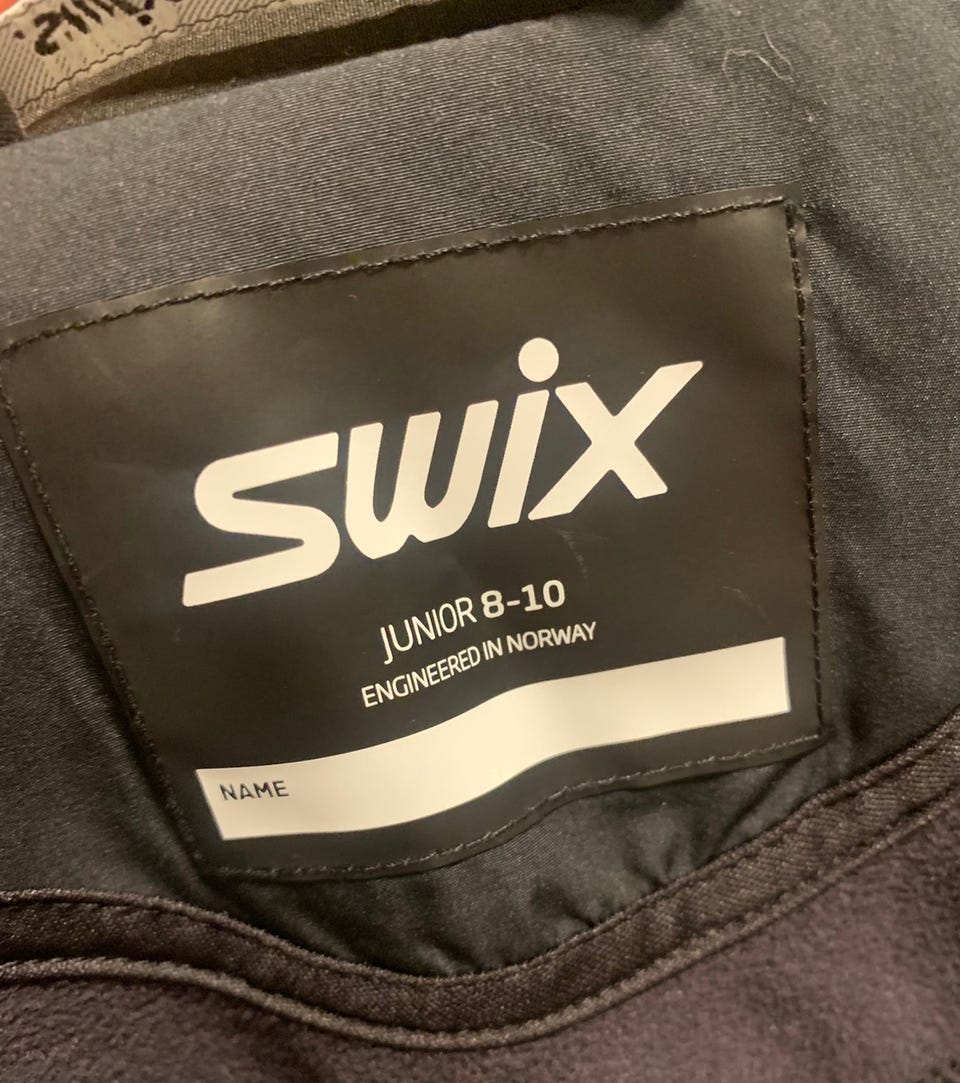 swix
JUNIOR 8-10
ENGINEERED IN NORWAY
NAME